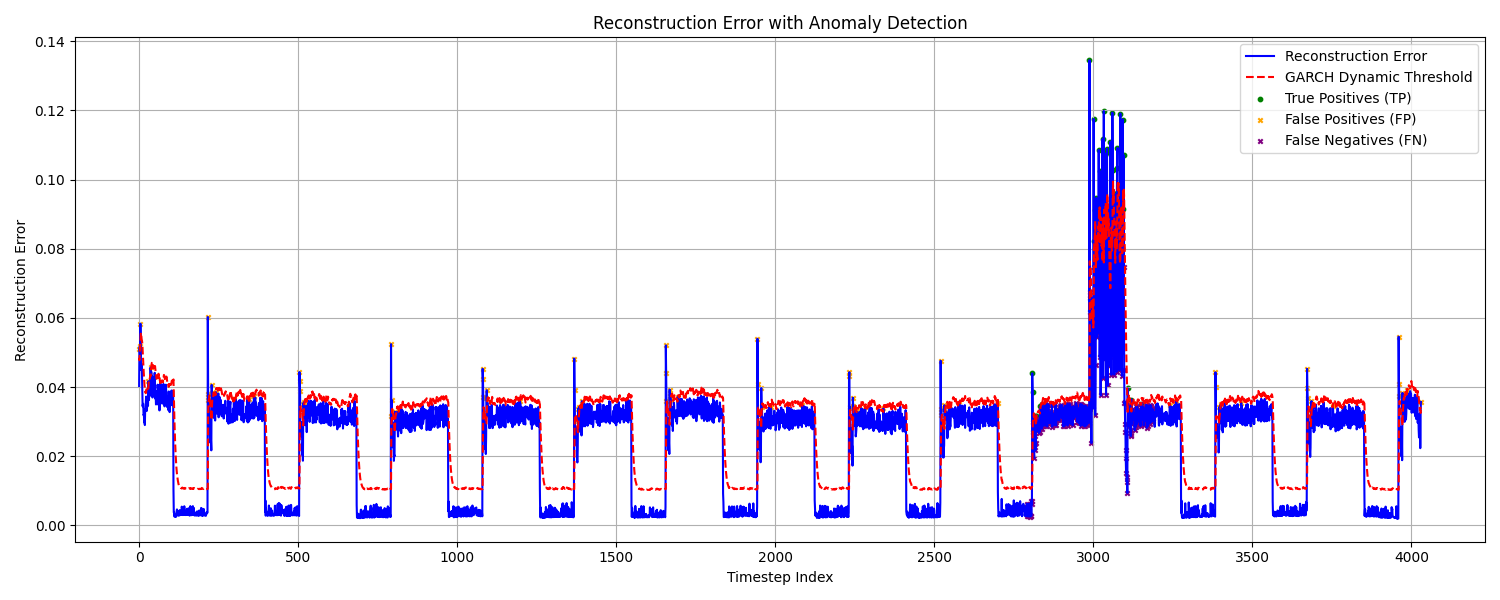 Reconstruction Error with Anomaly Detection
0.14
0.12
0.10
0.08
0.06
0.04
0.02
0.00
Reconstruction Error
Reconstruction Error
GARCH Dynamic Threshold
True Positives (TP)
False Positives (FP)
False Negatives (FN)
0 500 1000 1500 2000 2500 3000 3500 4000
Timestep Index